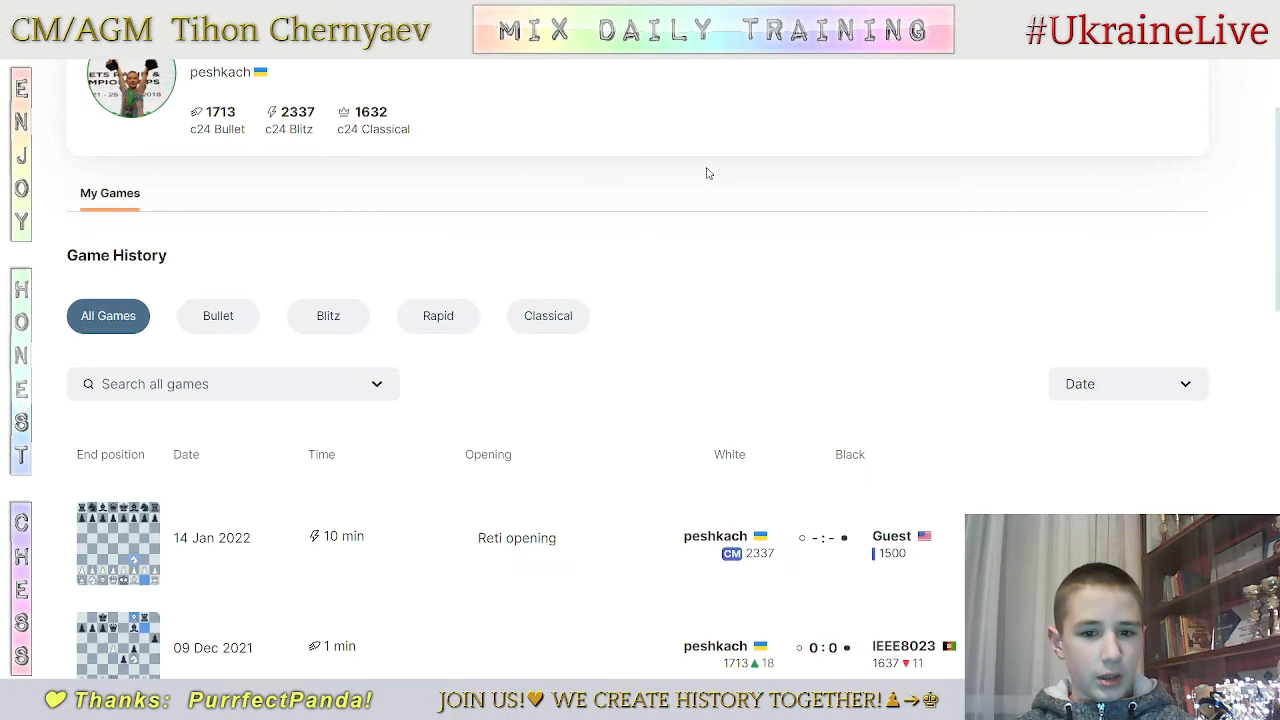 CM/AGM Tihon Chernyaev
MIX DAILY TRAINING
#UkraineLive
ENJOY
HONEST
CHESS
peshkach
1713
2337
1632
c24 Bullet
c24 Blitz
c24 Classical
My Games
Game History
All Games
Bullet
Blitz
Rapid
Classical
Search all games
Date
End position
Date
Time
Opening
White
Black
14 Jan 2022
10 min
Reti opening
peshkach
CM 2337
- : -
Guest
1500
09 Dec 2021
1 min
peshkach
1713 ▲ 18
0 : 0
IEEE8023
1637 ▼ 11
Thanks: PurrfectPanda!
JOIN US! WE CREATE HISTORY TOGETHER!